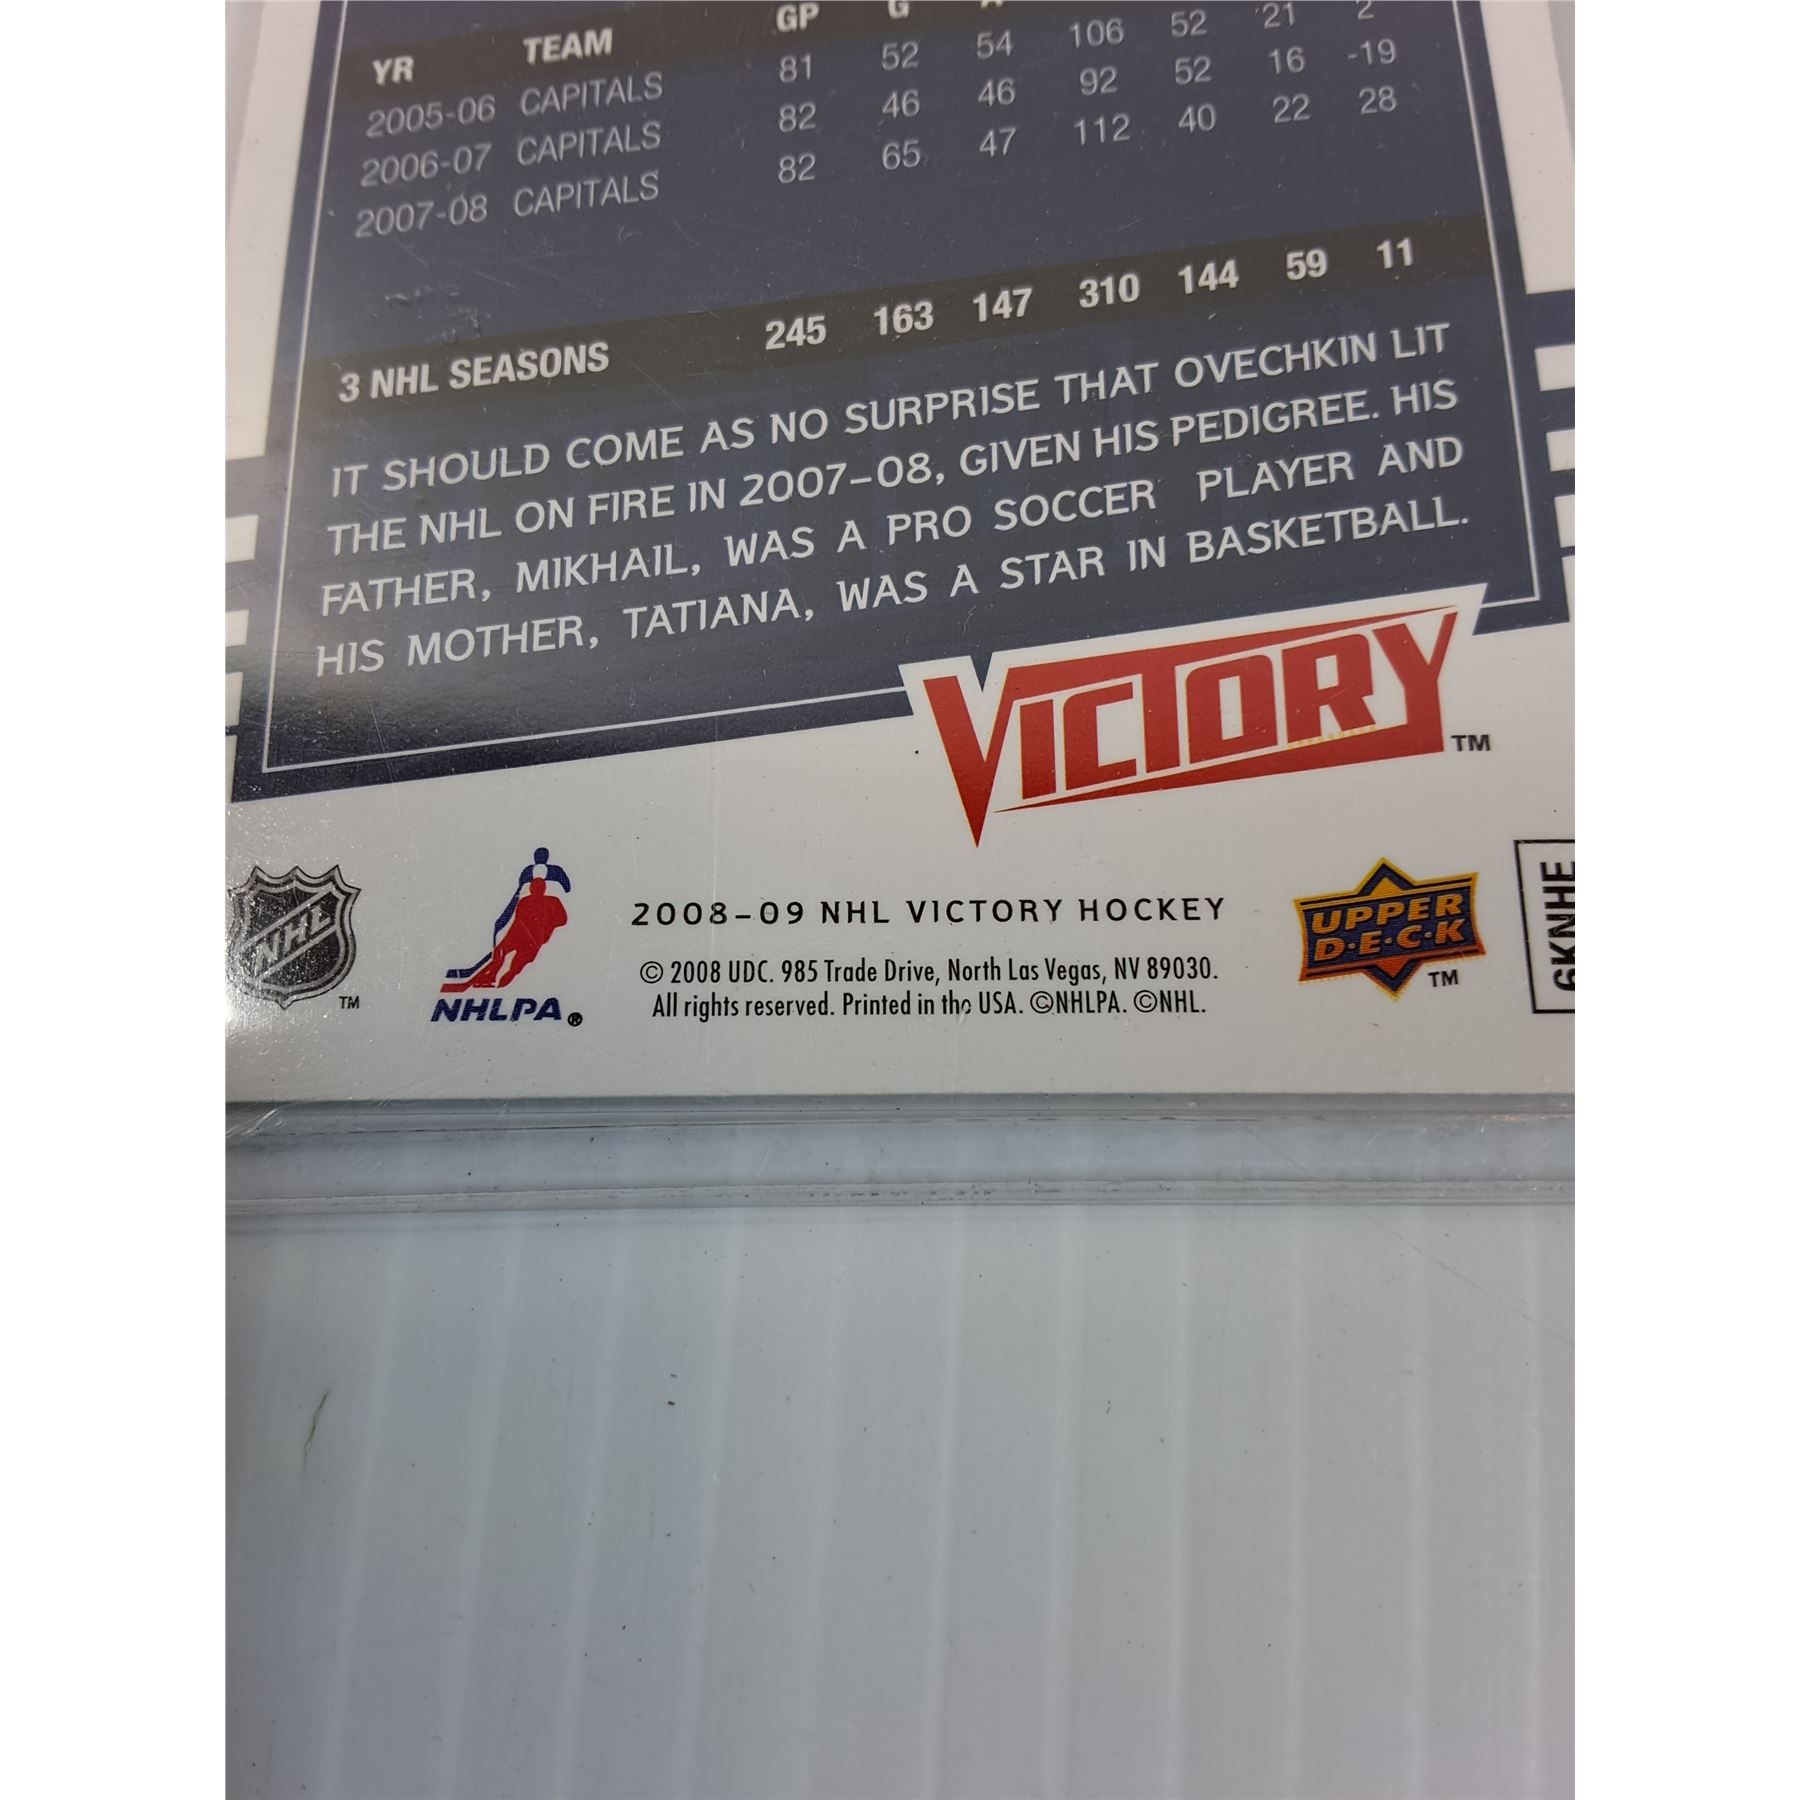 YR TEAM GP G
2005-06 CAPITALS 81 52 54 106 52 21 2
2006-07 CAPITALS 82 46 46 92 52 16 -19
2007-08 CAPITALS 82 65 47 112 40 22 28
3 NHL SEASONS 245 163 147 310 144 59 11
IT SHOULD COME AS NO SURPRISE THAT OVECHKIN LIT
THE NHL ON FIRE IN 2007-08, GIVEN HIS PEDIGREE. HIS
FATHER, MIKHAIL, WAS A PRO SOCCER PLAYER AND
HIS MOTHER, TATIANA, WAS A STAR IN BASKETBALL.
VICTORY TM
NHL TM
NHLPA®
2008-09 NHL VICTORY HOCKEY
© 2008 UDC. 985 Trade Drive, North Las Vegas, NV 89030.
All rights reserved. Printed in the USA. ©NHLPA. ©NHL.
UPPER
D·E·C·K TM
6KNHE